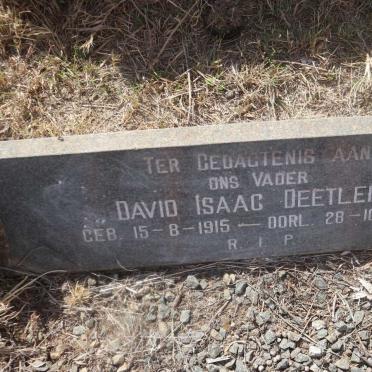 TER GEDAGTENIS AAN
ONS VADER
DAVID ISAAC DEETLE
GEB. 15-8-1915 — OORL. 28-1
R. I. P.